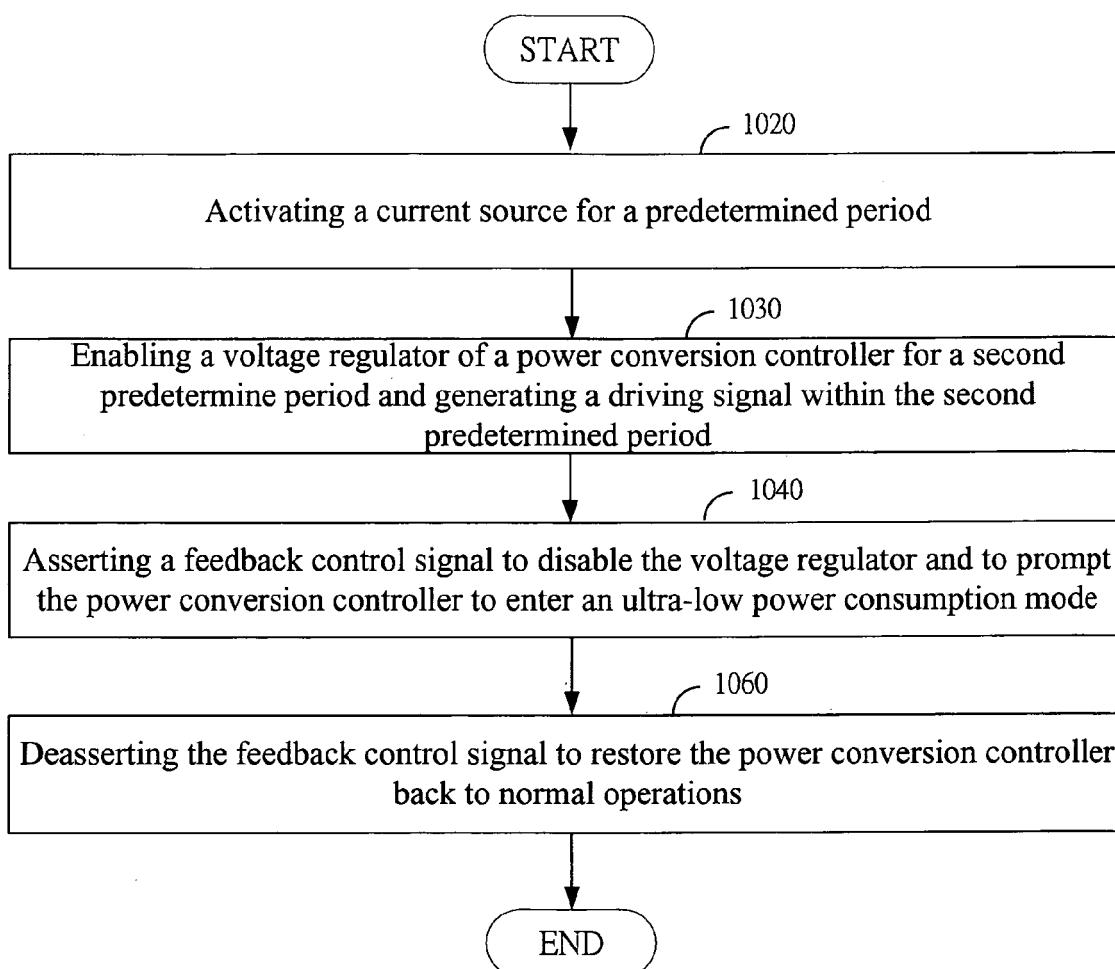 START
1020
Activating a current source for a predetermined period
1030
Enabling a voltage regulator of a power conversion controller for a second
predetermine period and generating a driving signal within the second
predetermined period
1040
Asserting a feedback control signal to disable the voltage regulator and to prompt
the power conversion controller to enter an ultra-low power consumption mode
1060
Deasserting the feedback control signal to restore the power conversion controller
back to normal operations
END